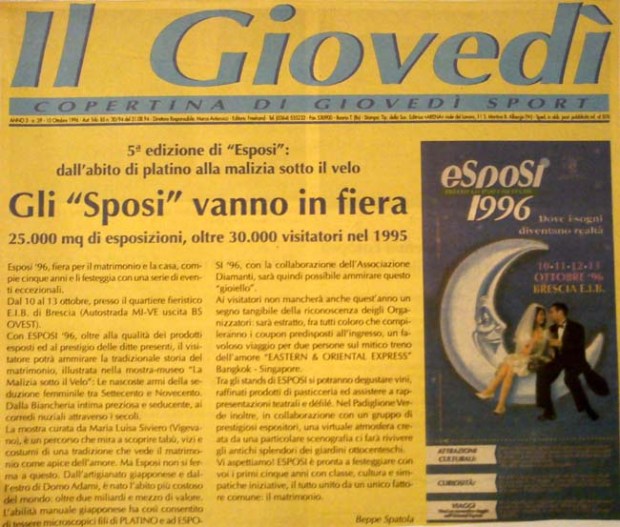 Il Giovedì
COPERTINA DI GIOVEDÌ SPORT
5ª edizione di “Esposi”:
dall’abito di platino alla malizia sotto il velo
Gli “Sposi” vanno in fiera
25.000 mq di esposizioni, oltre 30.000 visitatori nel 1995
Esposi ’96, fiera per il matrimonio e la casa, com-
pie cinque anni e li festeggia con una serie di even-
ti eccezionali.
Dal 10 al 13 ottobre, presso il quartiere fieristico
E.I.B. di Brescia (Autostrada MI-VE uscita BS
OVEST).
Con ESPOSI ’96, oltre alla qualità dei prodotti
esposti ed al prestigio delle ditte presenti, il visi-
tatore potrà ammirare la tradizionale storia del
matrimonio, illustrata nella mostra-museo “La
Malizia sotto il Velo”: Le nascoste armi della se-
duzione femminile tra Settecento e Novecento.
Dalla Biancheria intima preziosa e seducente, ai
corredi nuziali attraverso i secoli.
La mostra curata da Maria Luisa Siviero (Vigeva-
no), è un percorso che mira a scoprire tabù, vizi e
costumi di una tradizione che vede il matrimo-
nio come apice dell’amore. Ma Esposi non si fer-
ma a questo. Dall’artigianato giapponese e dal-
l’estro di Domo Adami, è nato l’abito più costoso
del mondo: oltre due miliardi e mezzo di valore.
L’abilità manuale giapponese ha così consentito
di tessere microscopici fili di PLATINO e ad ESPO-
SI ’96, con la collaborazione dell’Associazione
Diamanti, sarà quindi possibile ammirare questo
“gioiello”.
Ai visitatori non mancherà anche quest’anno un
segno tangibile della riconoscenza deigli Orga-
nizzatori: sarà estratto, fra tutti coloro che compi-
leranno i coupon predisposti all’ingresso, un fa-
voloso viaggio per due persone sul mitico treno
dell’amore “EASTERN & ORIENTAL EXPRESS”
Bangkok - Singapore.
Tra gli stands di ESPOSI si potranno degustare vini,
raffinati prodotti di pasticceria ed assistere a rap-
presentazioni teatrali e défilé. Nel Padiglione Ver-
de inoltre, in collaborazione con un gruppo di
prestigiosi espositori, una virtuale atmosfera crea-
ta da una particolare scenografia ci farà rivivere
gli antichi splendori dei giardini ottocenteschi.
Vi aspettiamo! ESPOSI è pronta a festeggiare con
voi i primi cinque anni con classe, cultura e sim-
patiche iniziative, il tutto unito da un unico fat-
tore comune: il matrimonio.
Beppe Spatola
eSposi
1996
Dove i sogni
diventano realtà
10·11·12·13
OTTOBRE ’96
BRESCIA E.I.B.
ATTRAZIONE
CULTURALE:
CURIOSITÀ:
VIAGGI